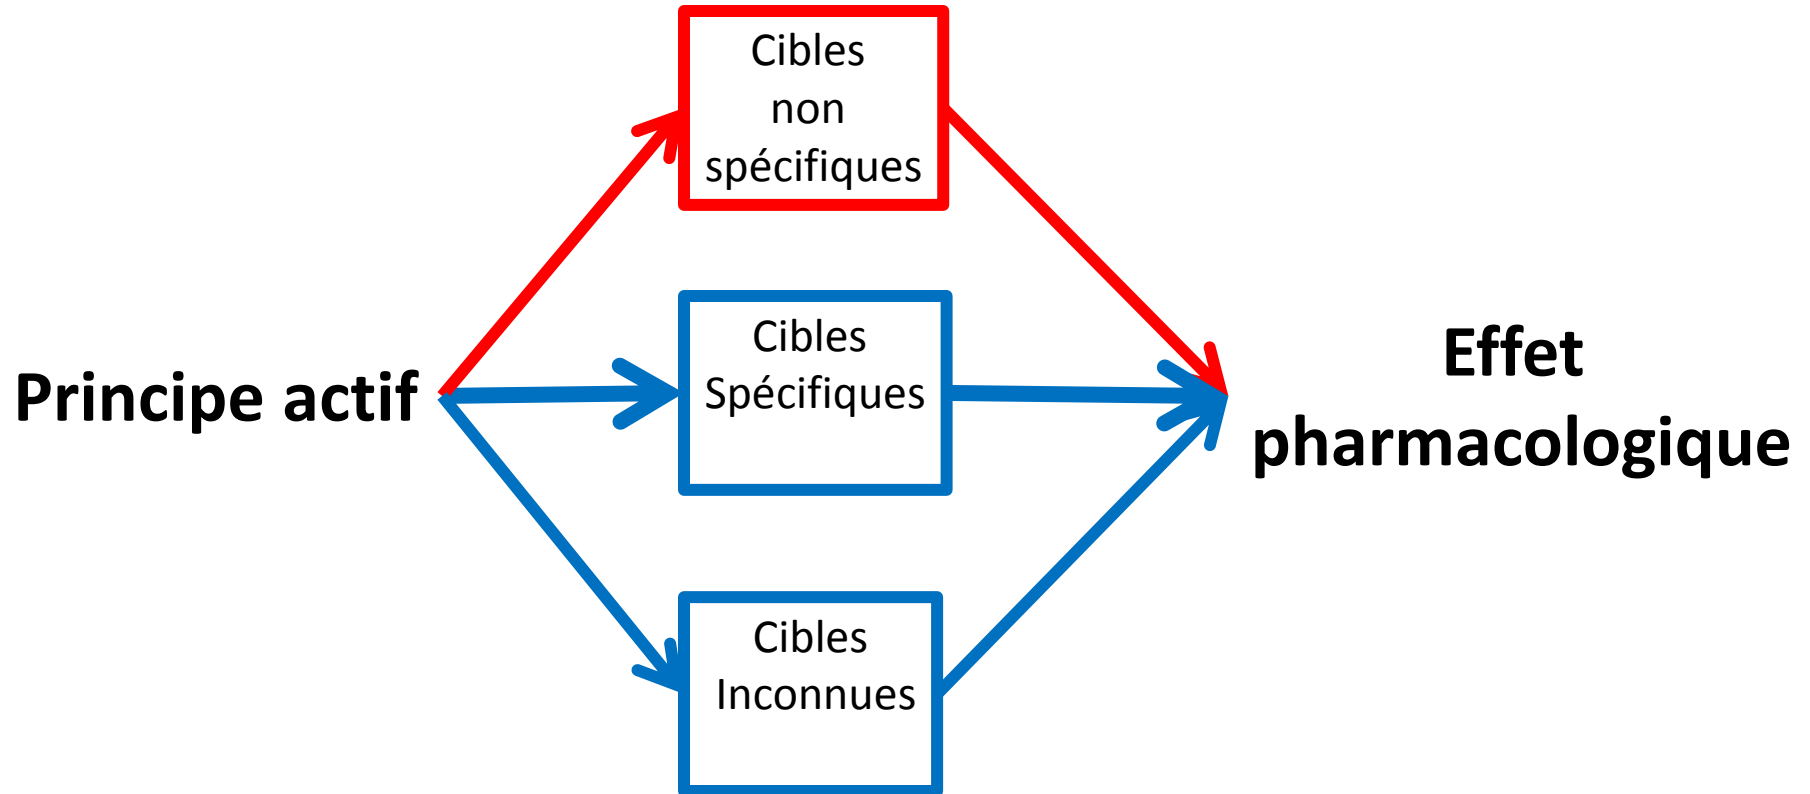 Cibles
non
spécifiques
Principe actif
Cibles
Spécifiques
Effet
pharmacologique
Cibles
Inconnues